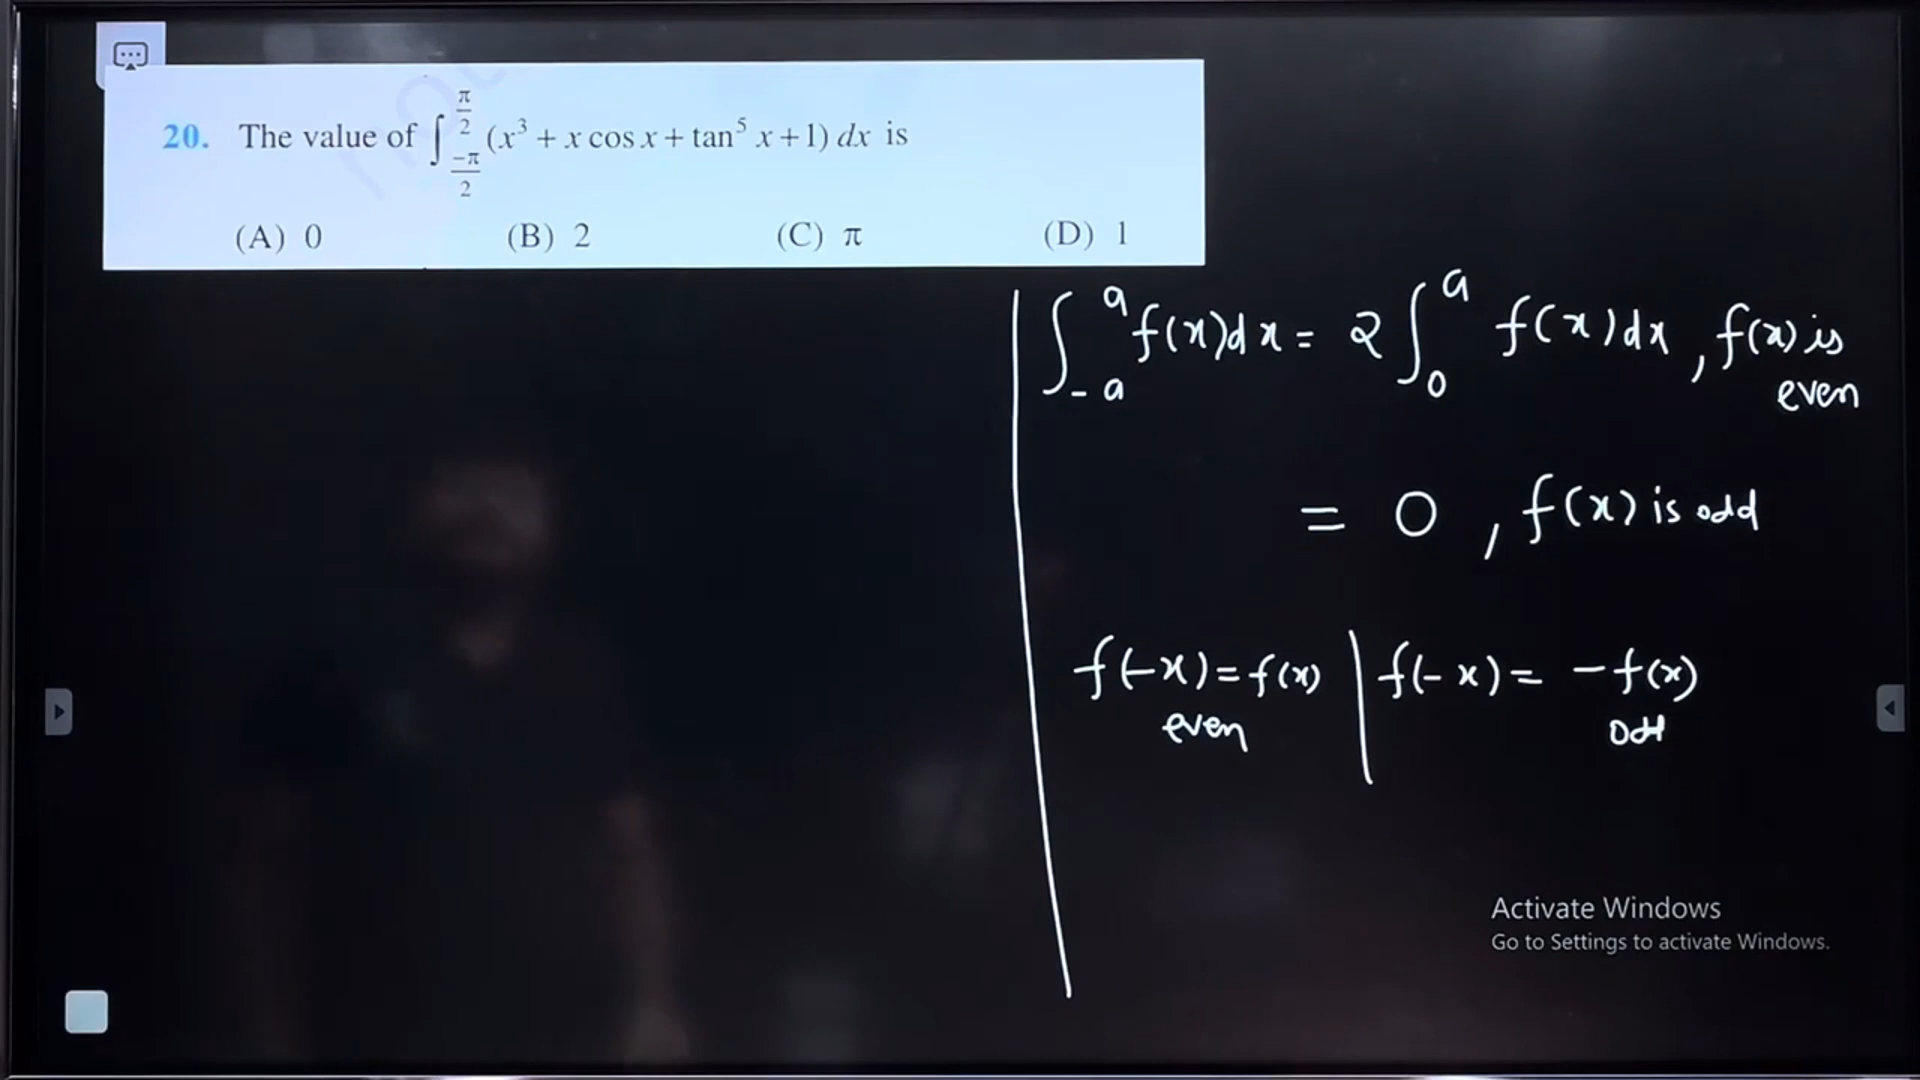 20. The value of ∫_{-π/2}^{π/2} (x³ + x cos x + tan⁵ x + 1) dx is
(A) 0 (B) 2 (C) π (D) 1
∫_{-a}^{a} f(x)dx = 2 ∫_{0}^{a} f(x)dx , f(x) is even
= 0 , f(x) is odd
f(-x) = f(x) | f(-x) = -f(x)
even odd
Activate Windows
Go to Settings to activate Windows.